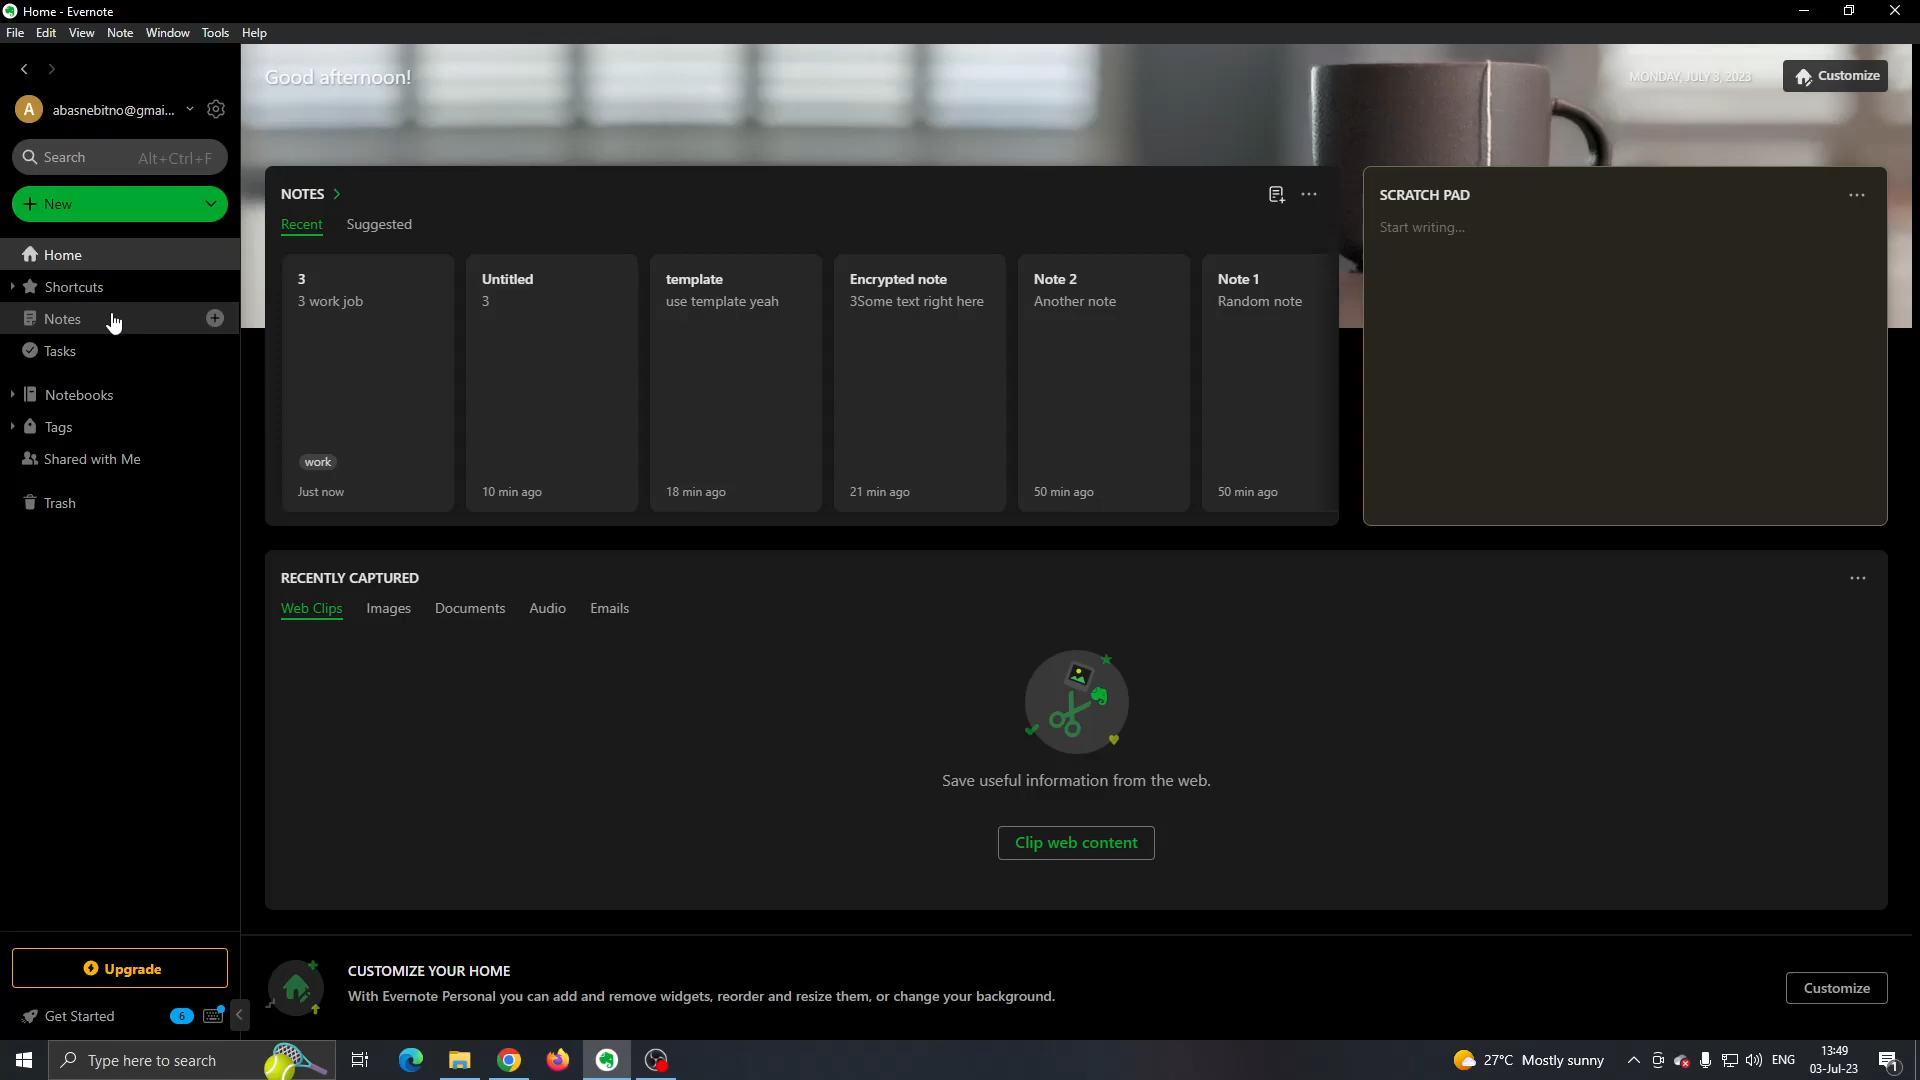 Home - Evernote
File Edit View Note Window Tools Help
Good afternoon!
MONDAY, JULY 3, 2023
Customize
A abasnebitno@gmai...
Search Alt+Ctrl+F
New
Home
Shortcuts
Notes
Tasks
Notebooks
Tags
Shared with Me
Trash
NOTES
Recent Suggested
3
3 work job
work
Just now
Untitled
3
10 min ago
template
use template yeah
18 min ago
Encrypted note
3Some text right here
21 min ago
Note 2
Another note
50 min ago
Note 1
Random note
50 min ago
SCRATCH PAD
Start writing...
RECENTLY CAPTURED
Web Clips Images Documents Audio Emails
Save useful information from the web.
Clip web content
Upgrade
Get Started 6
CUSTOMIZE YOUR HOME
With Evernote Personal you can add and remove widgets, reorder and resize them, or change your background.
Customize
Type here to search
27°C Mostly sunny
ENG
13:49
03-Jul-23
1